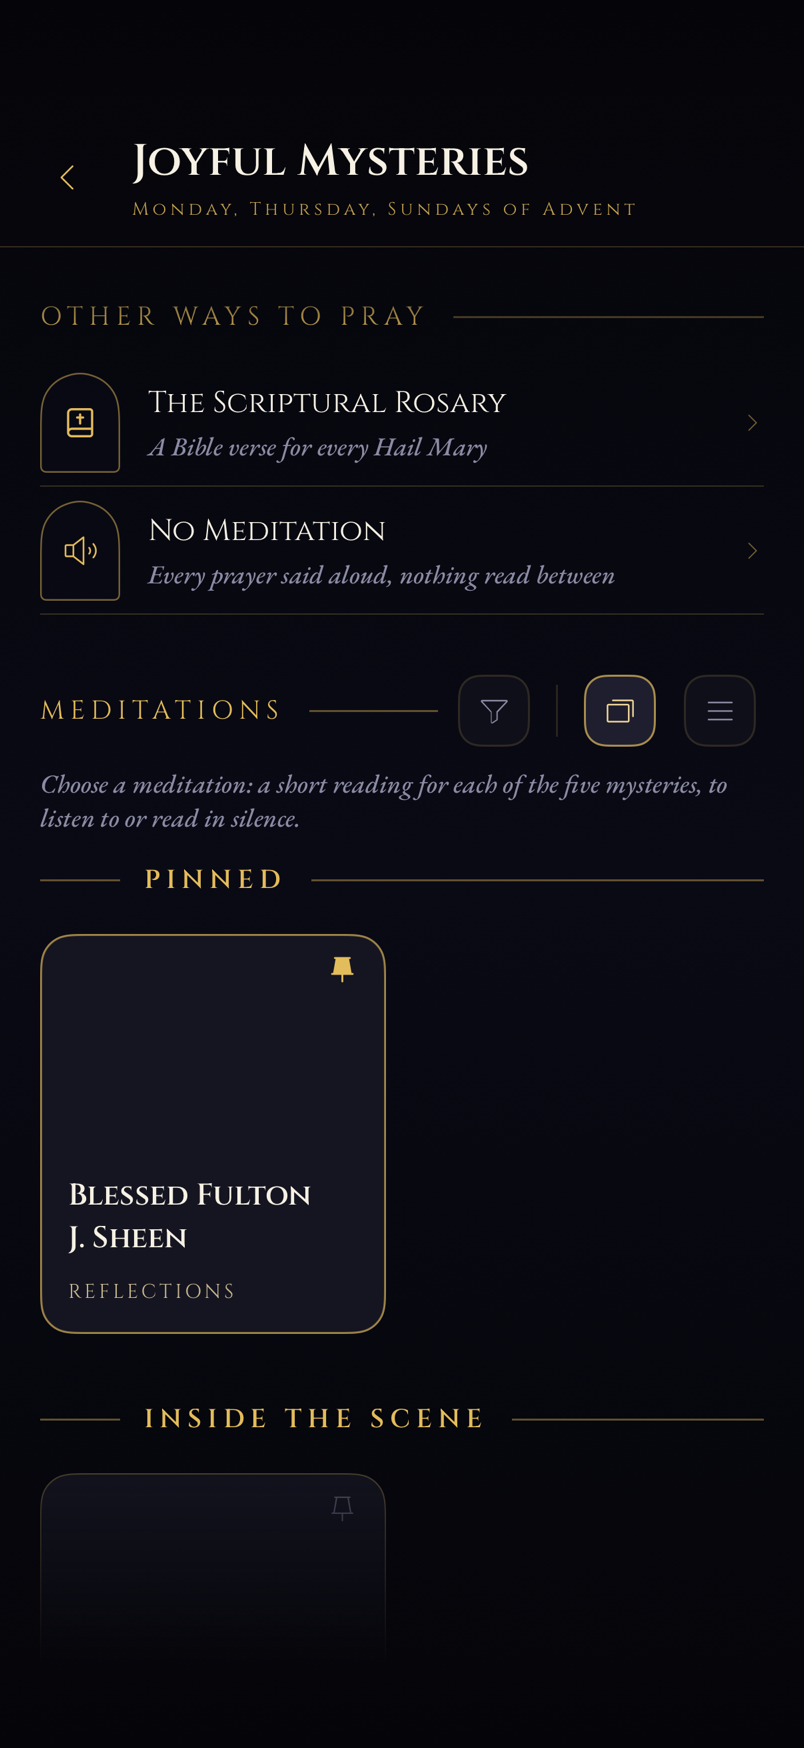 Joyful Mysteries
Monday, Thursday, Sundays of Advent
OTHER WAYS TO PRAY
The Scriptural Rosary
A Bible verse for every Hail Mary
No Meditation
Every prayer said aloud, nothing read between
MEDITATIONS
Choose a meditation: a short reading for each of the five mysteries, to
listen to or read in silence.
PINNED
Blessed Fulton
J. Sheen
REFLECTIONS
INSIDE THE SCENE